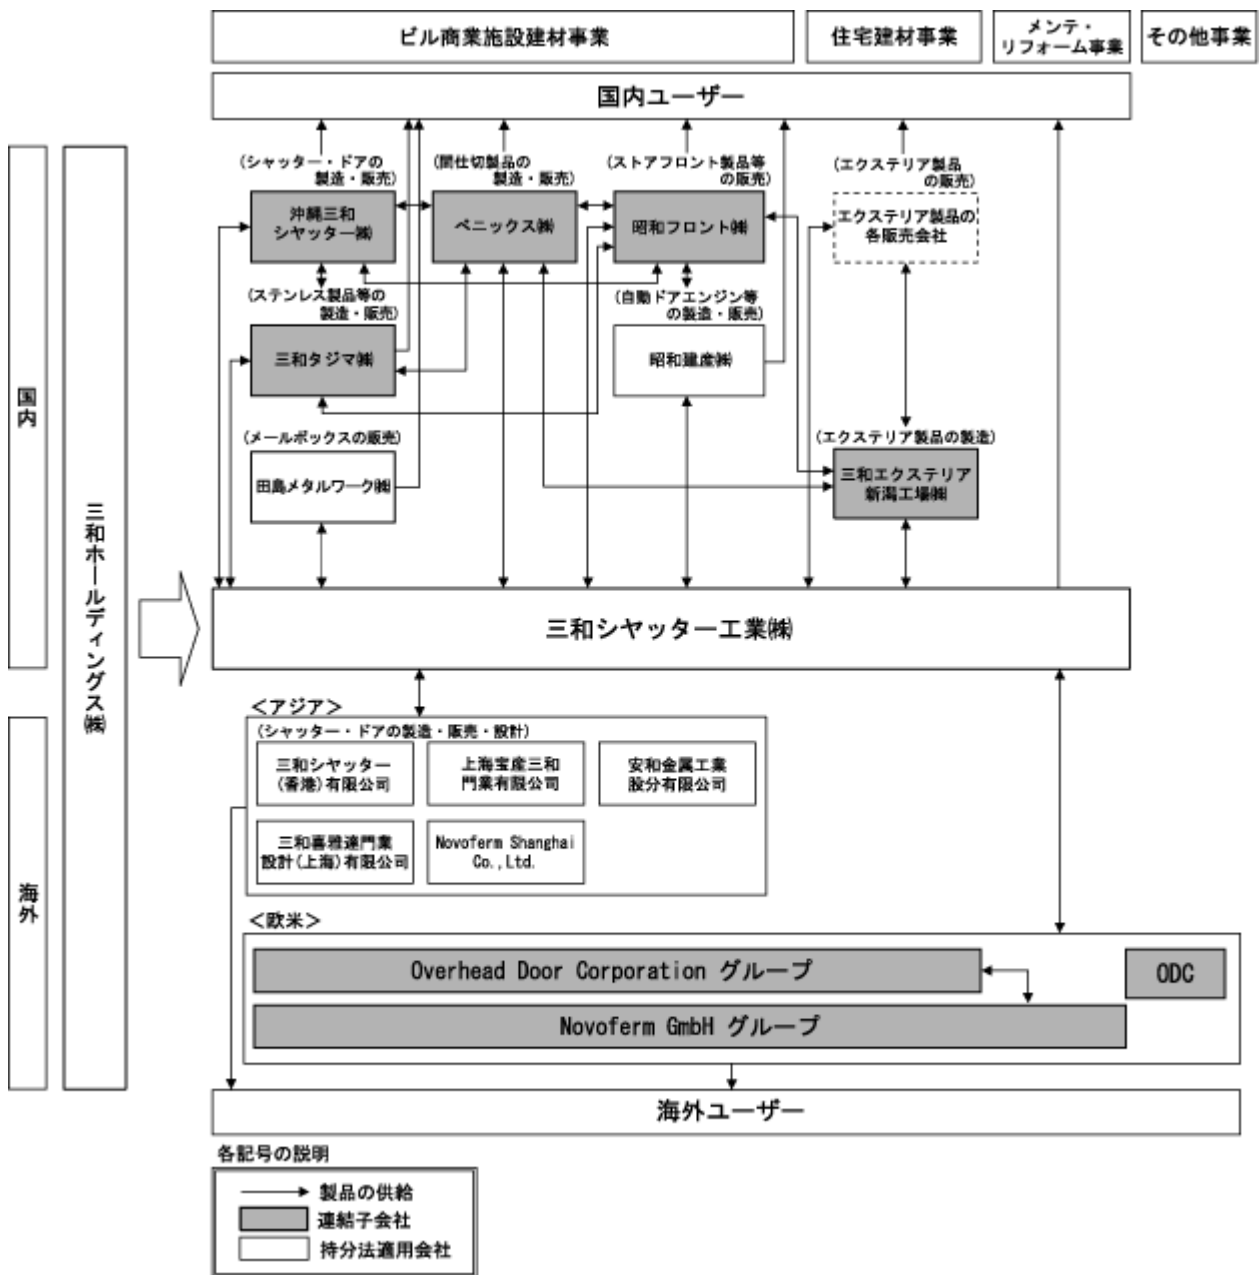 ビル商業施設建材事業
住宅建材事業
メンテ・
リフォーム事業
その他事業
国内ユーザー
国内
海外
三和ホールディングス㈱
(シャッター・ドアの
製造・販売)
沖縄三和
シヤッター㈱
(間仕切製品の
製造・販売)
ベニックス㈱
(ストアフロント製品等
の販売)
昭和フロント㈱
(エクステリア製品
の販売)
エクステリア製品の
各販売会社
(ステンレス製品等の
製造・販売)
三和タジマ㈱
(自動ドアエンジン等
の製造・販売)
昭和建産㈱
(メールボックスの販売)
田島メタルワーク㈱
(エクステリア製品の製造)
三和エクステリア
新潟工場㈱
三和シヤッター工業㈱
<アジア>
(シャッター・ドアの製造・販売・設計)
三和シヤッター
(香港)有限公司
上海宝産三和
門業有限公司
安和金属工業
股分有限公司
三和喜雅達門業
設計(上海)有限公司
Novoferm Shanghai
Co.,Ltd.
<欧米>
Overhead Door Corporation グループ
ODC
Novoferm GmbH グループ
海外ユーザー
各記号の説明
製品の供給
連結子会社
持分法適用会社